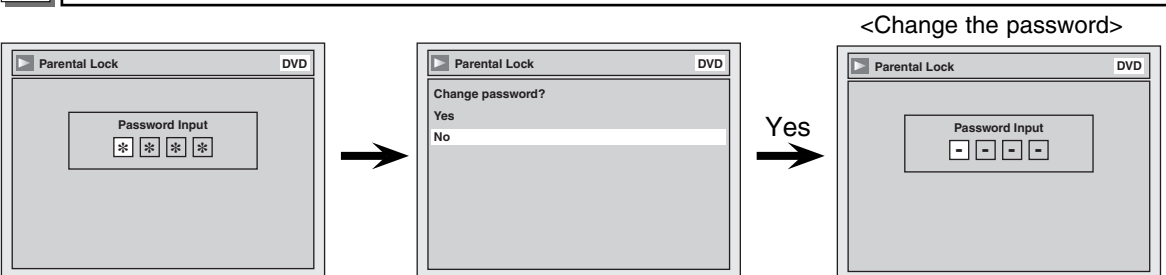 <Change the password>
Parental Lock DVD
Password Input
* * * *
Parental Lock DVD
Change password?
Yes
No
Yes
Parental Lock DVD
Password Input
- - - -